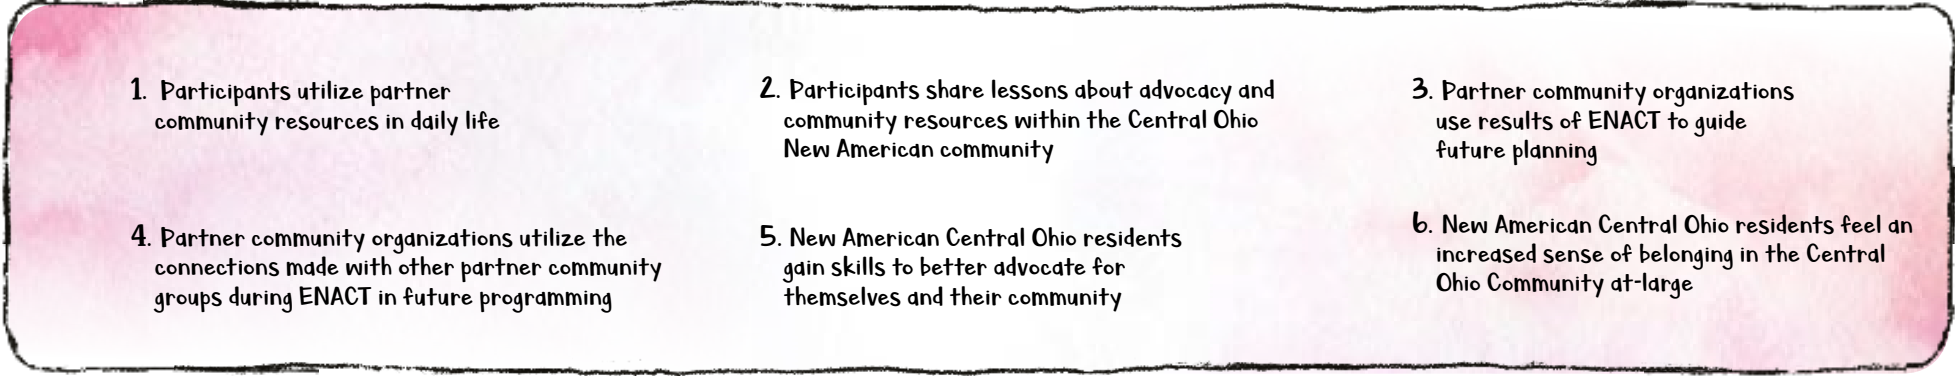 1. Participants utilize partner
community resources in daily life
2. Participants share lessons about advocacy and
community resources within the Central Ohio
New American community
3. Partner community organizations
use results of ENACT to guide
future planning
4. Partner community organizations utilize the
connections made with other partner community
groups during ENACT in future programming
5. New American Central Ohio residents
gain skills to better advocate for
themselves and their community
6. New American Central Ohio residents feel an
increased sense of belonging in the Central
Ohio Community at-large